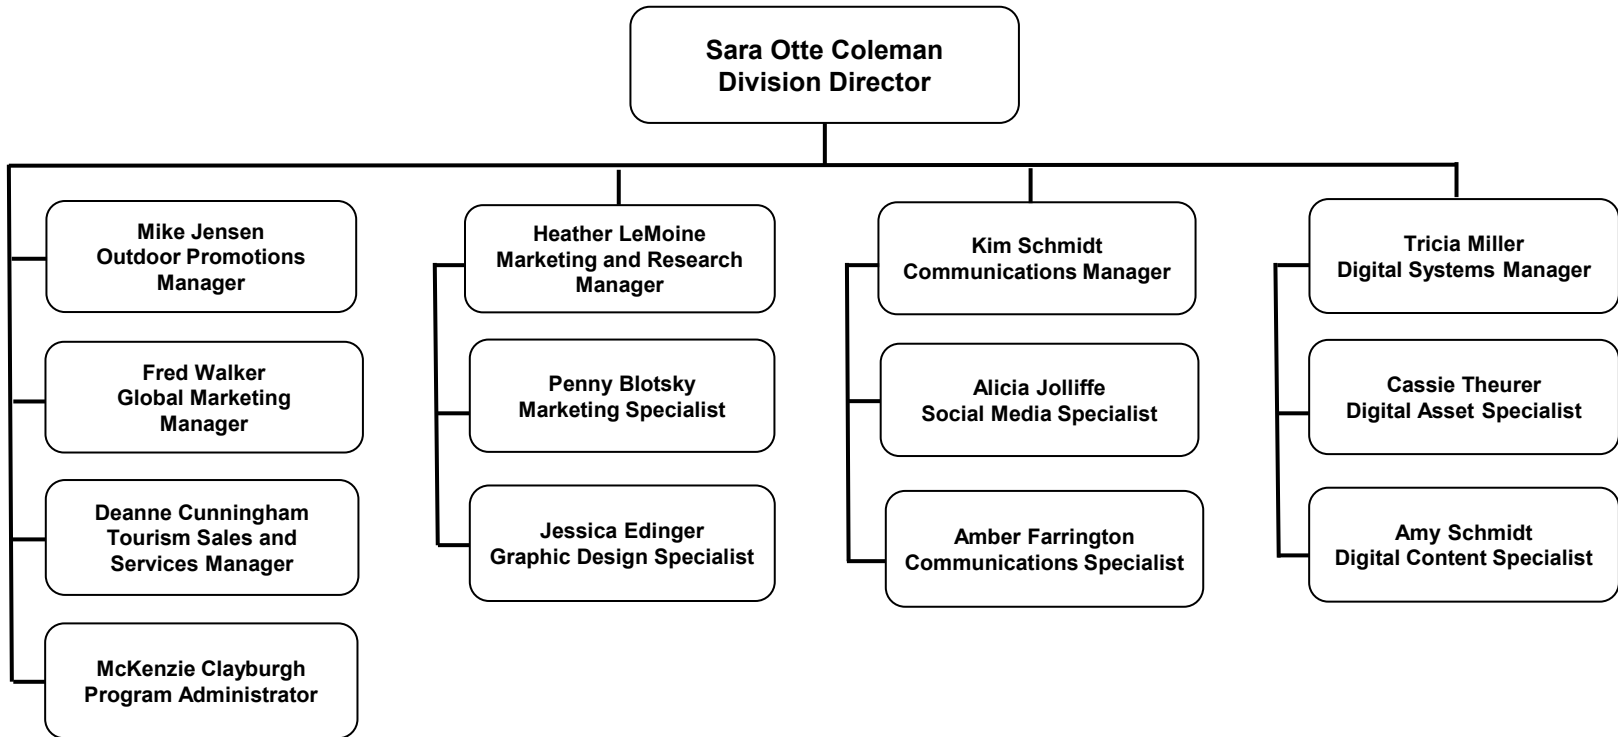 Sara Otte Coleman
Division Director
Mike Jensen
Outdoor Promotions
Manager
Fred Walker
Global Marketing
Manager
Deanne Cunningham
Tourism Sales and
Services Manager
McKenzie Clayburgh
Program Administrator
Heather LeMoine
Marketing and Research
Manager
Penny Blotsky
Marketing Specialist
Jessica Edinger
Graphic Design Specialist
Kim Schmidt
Communications Manager
Alicia Jolliffe
Social Media Specialist
Amber Farrington
Communications Specialist
Tricia Miller
Digital Systems Manager
Cassie Theurer
Digital Asset Specialist
Amy Schmidt
Digital Content Specialist